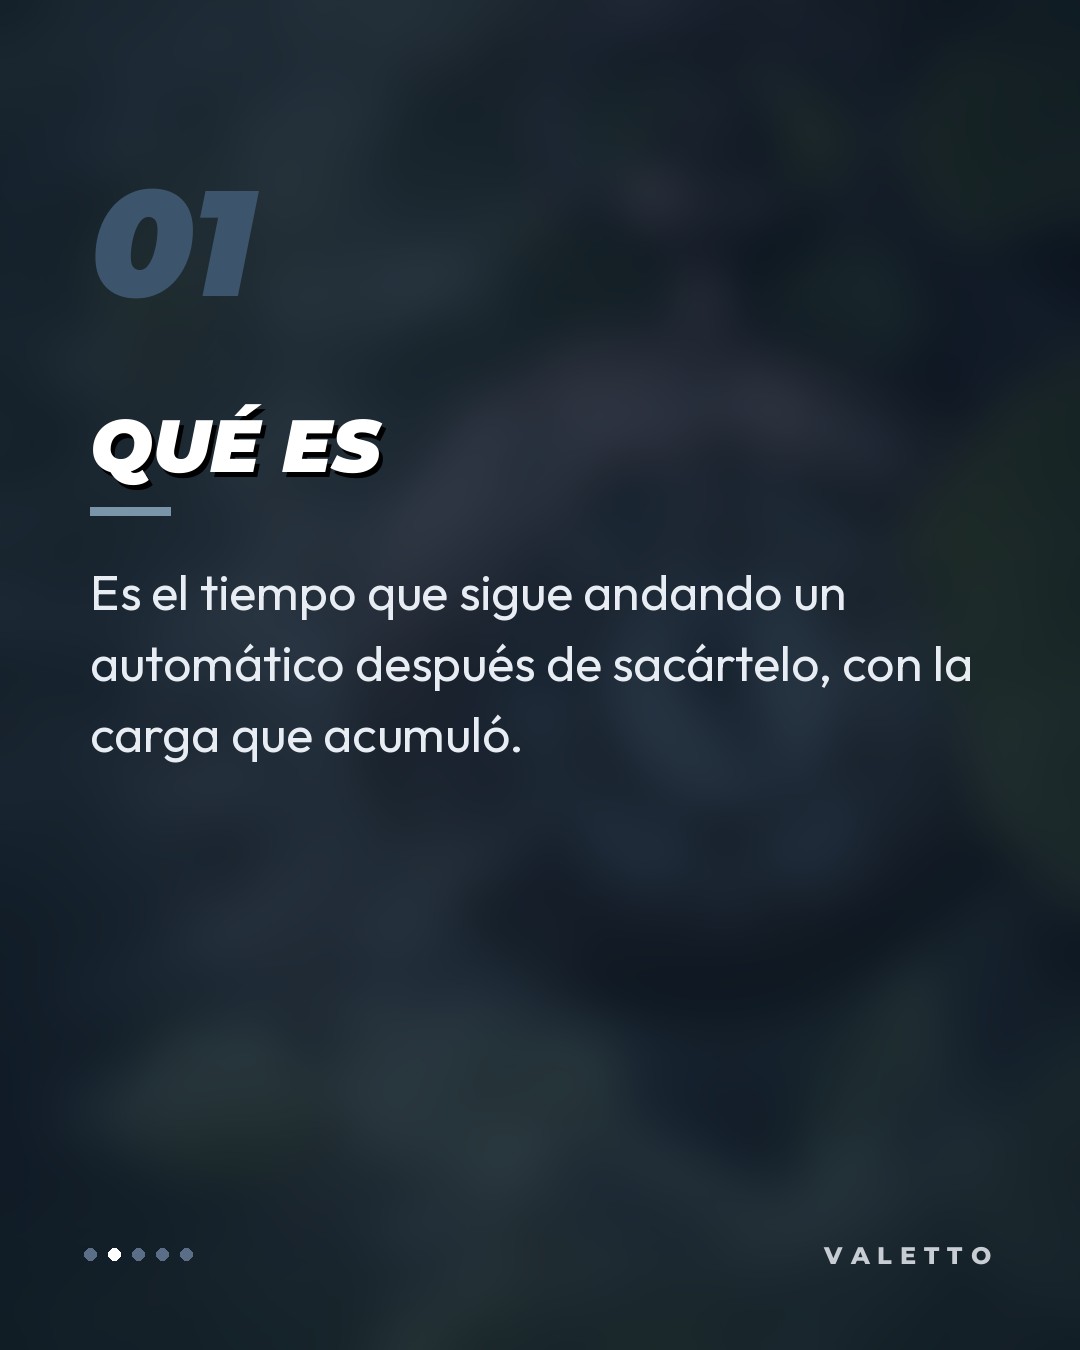 01
QUÉ ES
Es el tiempo que sigue andando un
automático después de sacártelo, con la
carga que acumuló.
VALETTO